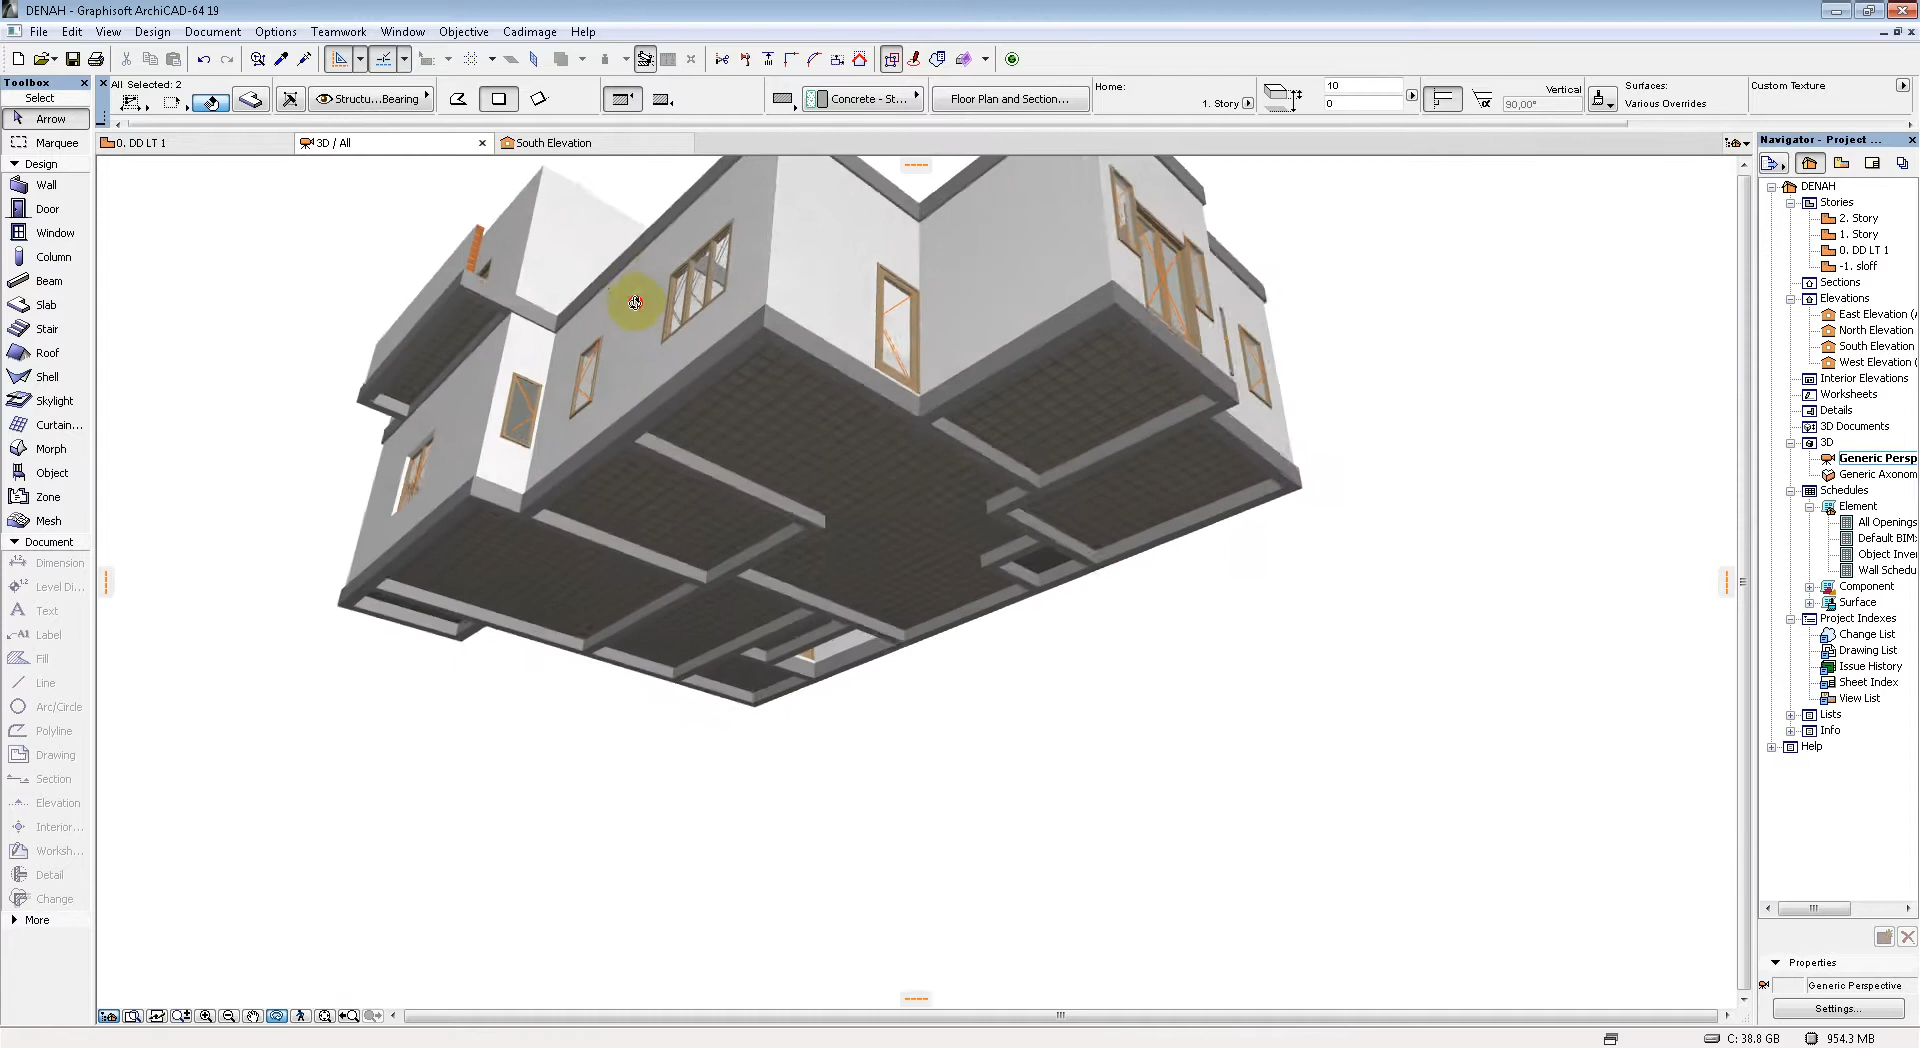 DENAH - Graphisoft ArchiCAD-64 19
File Edit View Design Document Options Teamwork Window Objective Cadimage Help
Toolbox
Select
Arrow
Marquee
Design
Wall
Door
Window
Column
Beam
Slab
Stair
Roof
Shell
Skylight
Curtain...
Morph
Object
Zone
Mesh
Document
Dimension
Level Di...
Text
Label
Fill
Line
Arc/Circle
Polyline
Drawing
Section
Elevation
Interior...
Worksh...
Detail
Change
More
All Selected: 2
Structu...Bearing
Concrete - St...
Floor Plan and Section...
Home:
1. Story
10
0
Vertical
90,00°
Surfaces:
Various Overrides
Custom Texture
0. DD LT 1
3D / All
South Elevation
Navigator - Project ...
DENAH
Stories
2. Story
1. Story
0. DD LT 1
-1. sloff
Sections
Elevations
East Elevation (A
North Elevation
South Elevation
West Elevation (
Interior Elevations
Worksheets
Details
3D Documents
3D
Generic Persp
Generic Axonom
Schedules
Element
All Openings
Default BIM:
Object Inve
Wall Schedu
Component
Surface
Project Indexes
Change List
Drawing List
Issue History
Sheet Index
View List
Lists
Info
Help
Properties
Generic Perspective
Settings...
C: 38.8 GB
954.3 MB